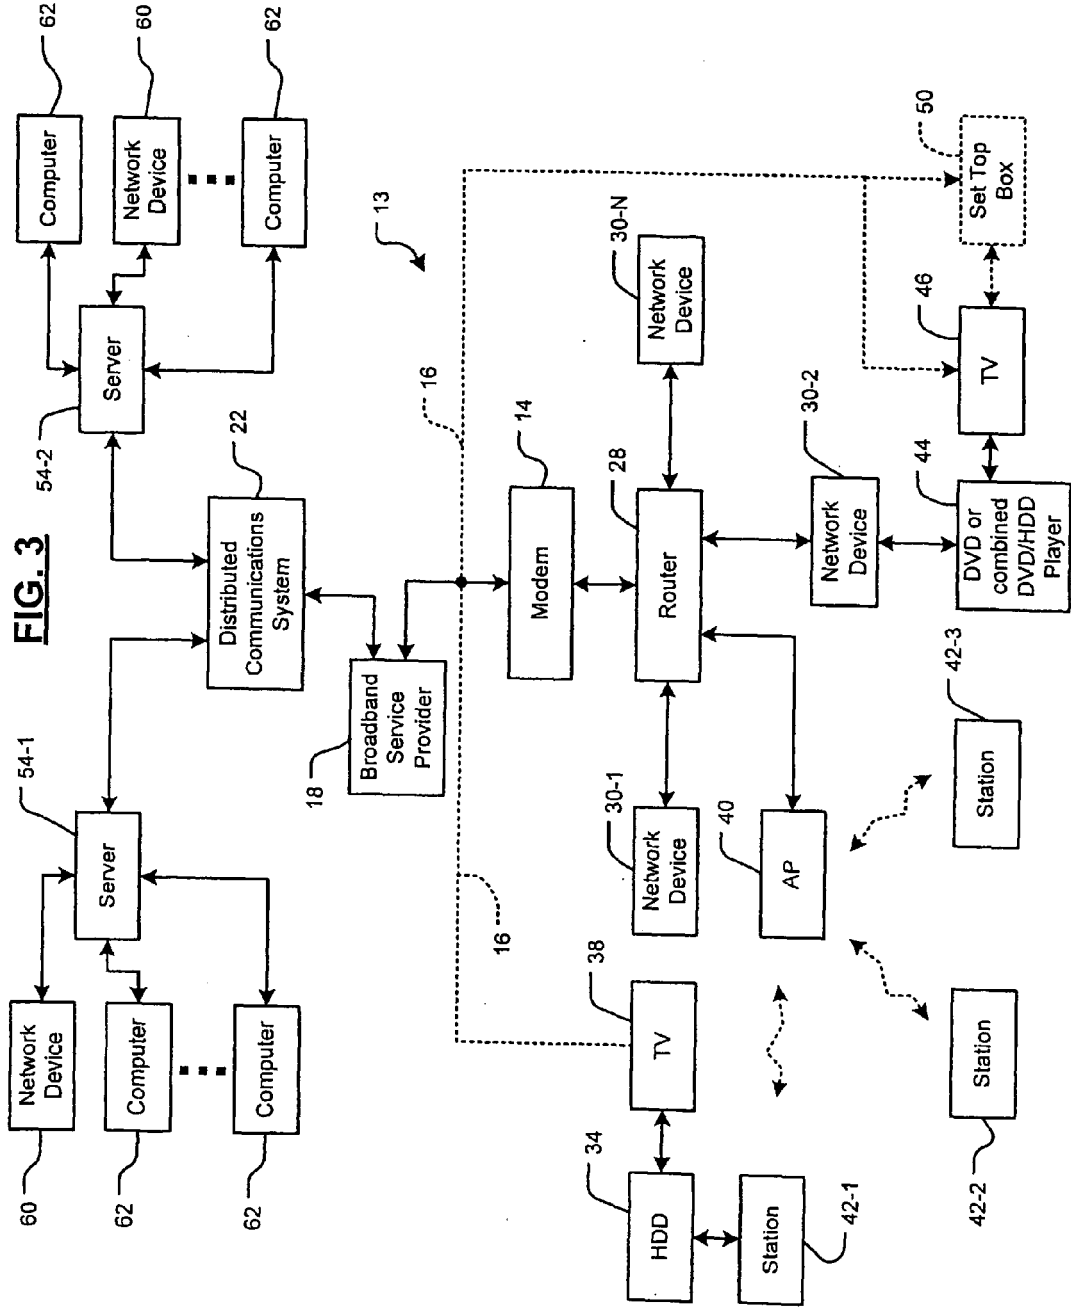 FIG. 3
60
Network
Device
62
Computer
62
Computer
54-1
Server
54-2
Server
62
Computer
60
Network
Device
62
Computer
22
Distributed
Communications
System
18
Broadband
Service
Provider
13
16
16
14
Modem
28
Router
30-1
Network
Device
30-N
Network
Device
34
HDD
38
TV
40
AP
30-2
Network
Device
42-1
Station
42-2
Station
42-3
Station
44
DVD or
combined
DVD/HDD
Player
46
TV
50
Set Top
Box